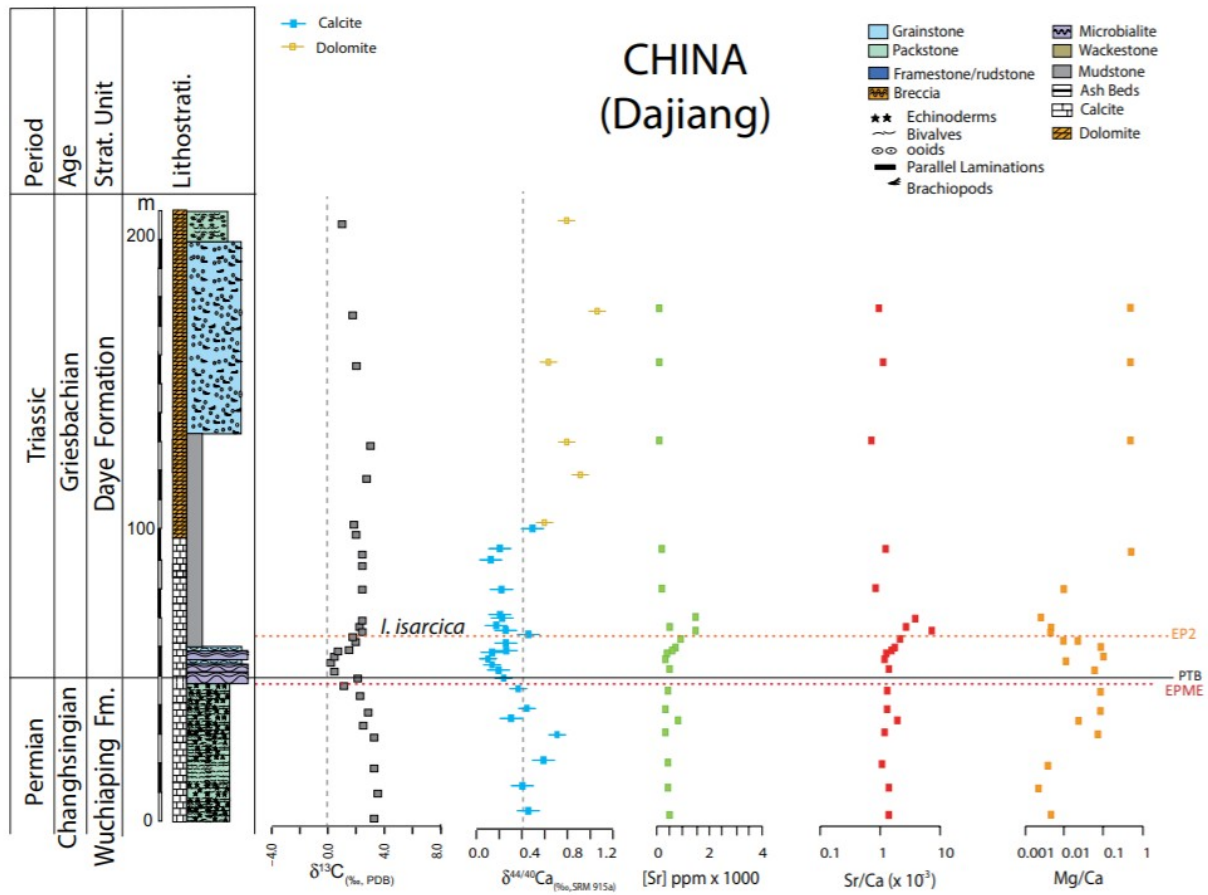 Period
Age
Strat. Unit
Lithostrati.
Calcite
Dolomite
CHINA
(Dajiang)
Grainstone
Packstone
Framestone/rudstone
Breccia
Echinoderms
Bivalves
ooids
Parallel Laminations
Brachiopods
Microbialite
Wackestone
Mudstone
Ash Beds
Calcite
Dolomite
Triassic
Griesbachian
Daye Formation
Permian
Changhsingian
Wuchiaping Fm.
m
200
100
0
I. isarcica
EP2
PTB
EPME
-4.0 0.0 4.0 8.0
δ13C(‰, PDB)
0.0 0.4 0.8 1.2
δ44/40Ca(‰, SRM 915a)
0 2 4
[Sr] ppm x 1000
0.1 1 10
Sr/Ca (x 10-3)
0.001 0.01 0.1 1
Mg/Ca